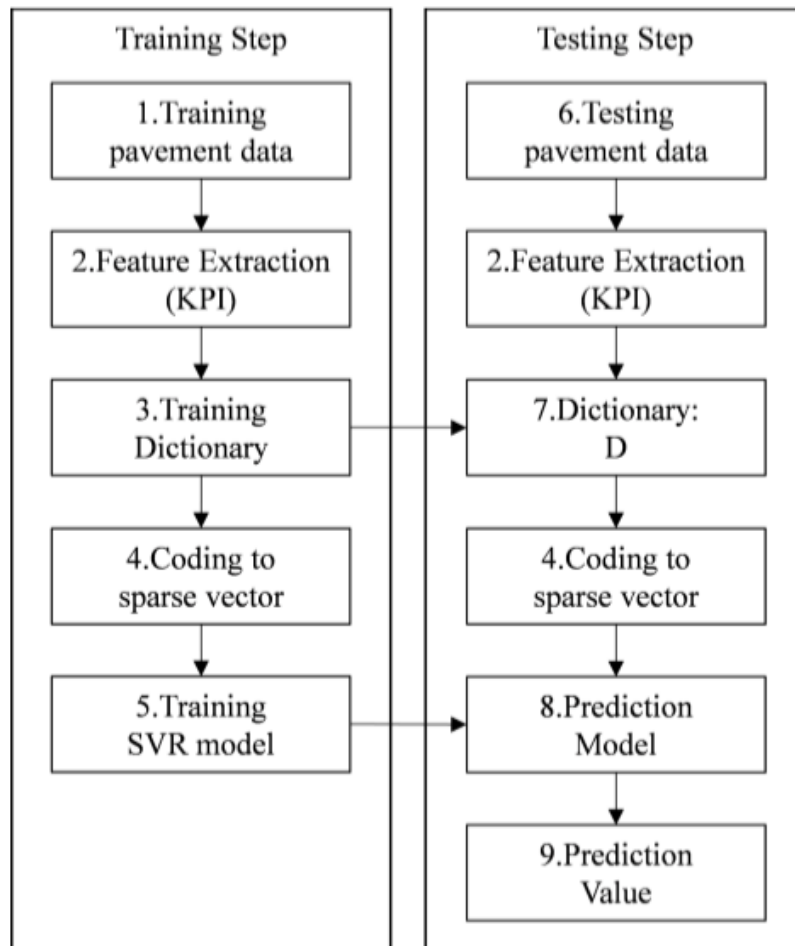 Training Step
1.Training
pavement data
2.Feature Extraction
(KPI)
3.Training
Dictionary
4.Coding to
sparse vector
5.Training
SVR model
Testing Step
6.Testing
pavement data
2.Feature Extraction
(KPI)
7.Dictionary:
D
4.Coding to
sparse vector
8.Prediction
Model
9.Prediction
Value